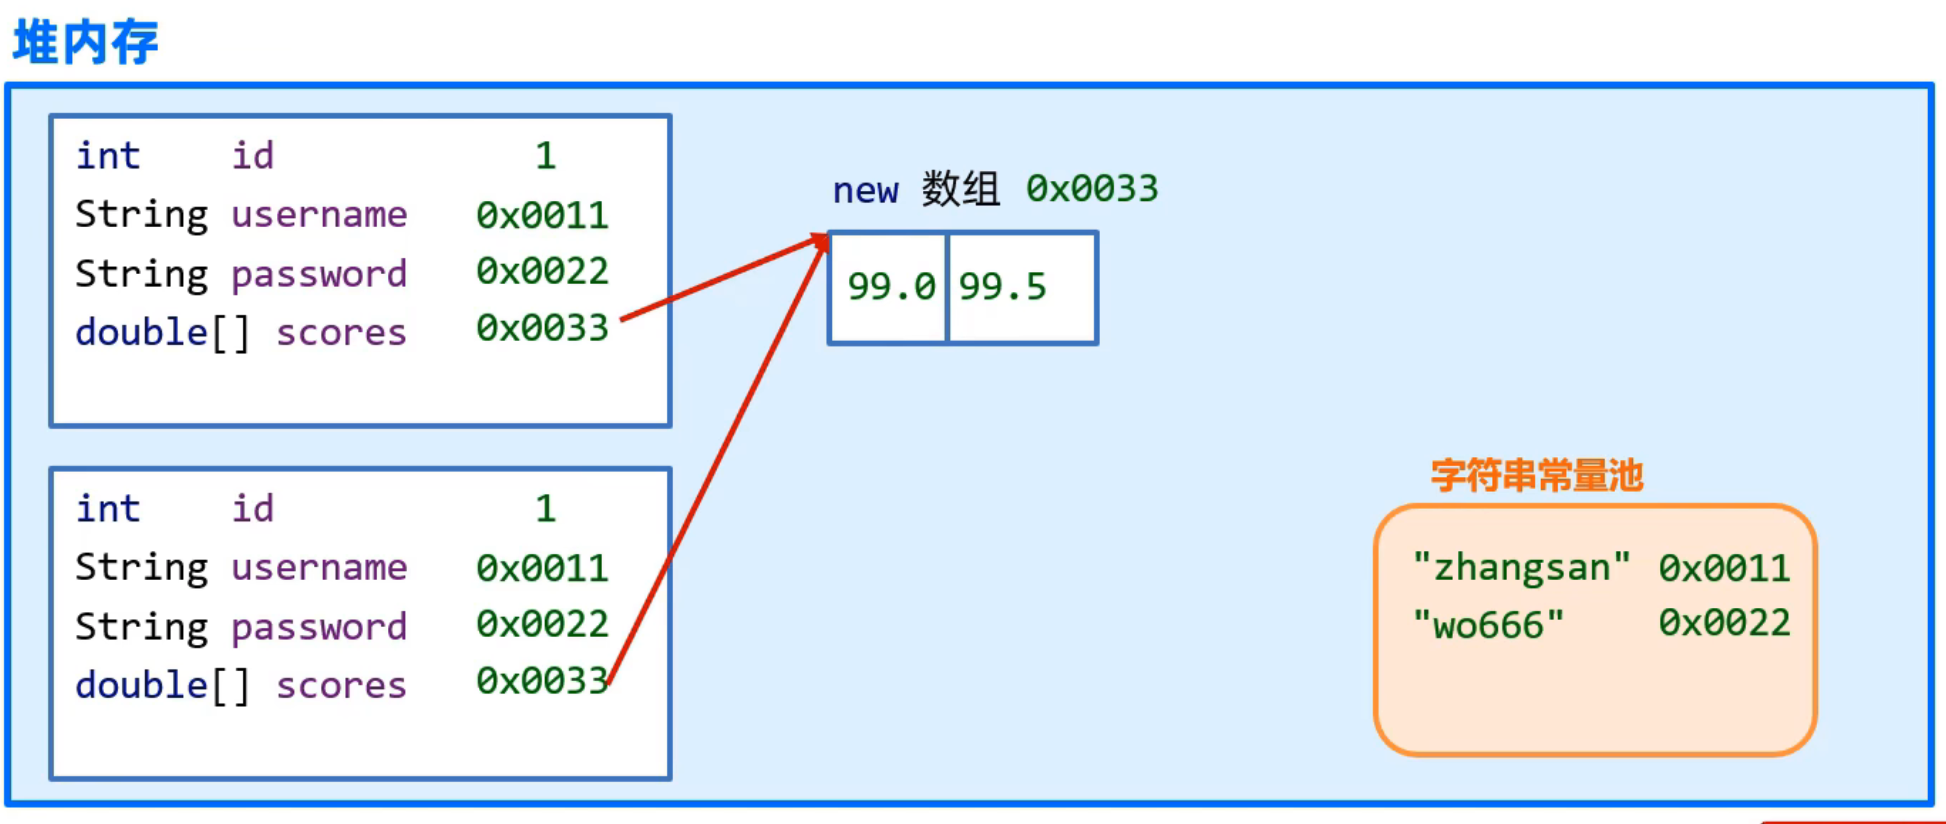 堆内存
int id 1
String username 0x0011
String password 0x0022
double[] scores 0x0033
new 数组 0x0033
99.0 99.5
int id 1
String username 0x0011
String password 0x0022
double[] scores 0x0033
字符串常量池
"zhangsan" 0x0011
"wo666" 0x0022